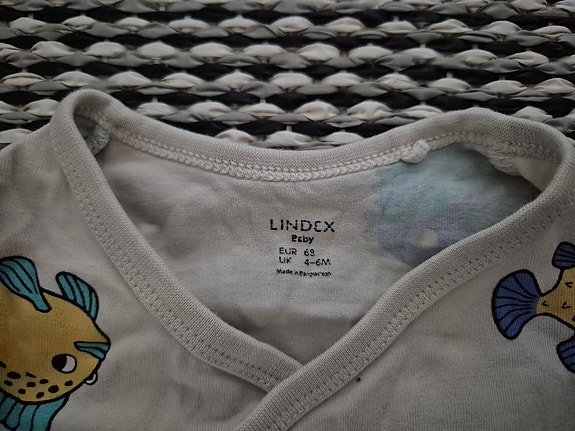 LINDEX
Baby
EUR 68
UK 4-6M
Made in Bangladesh